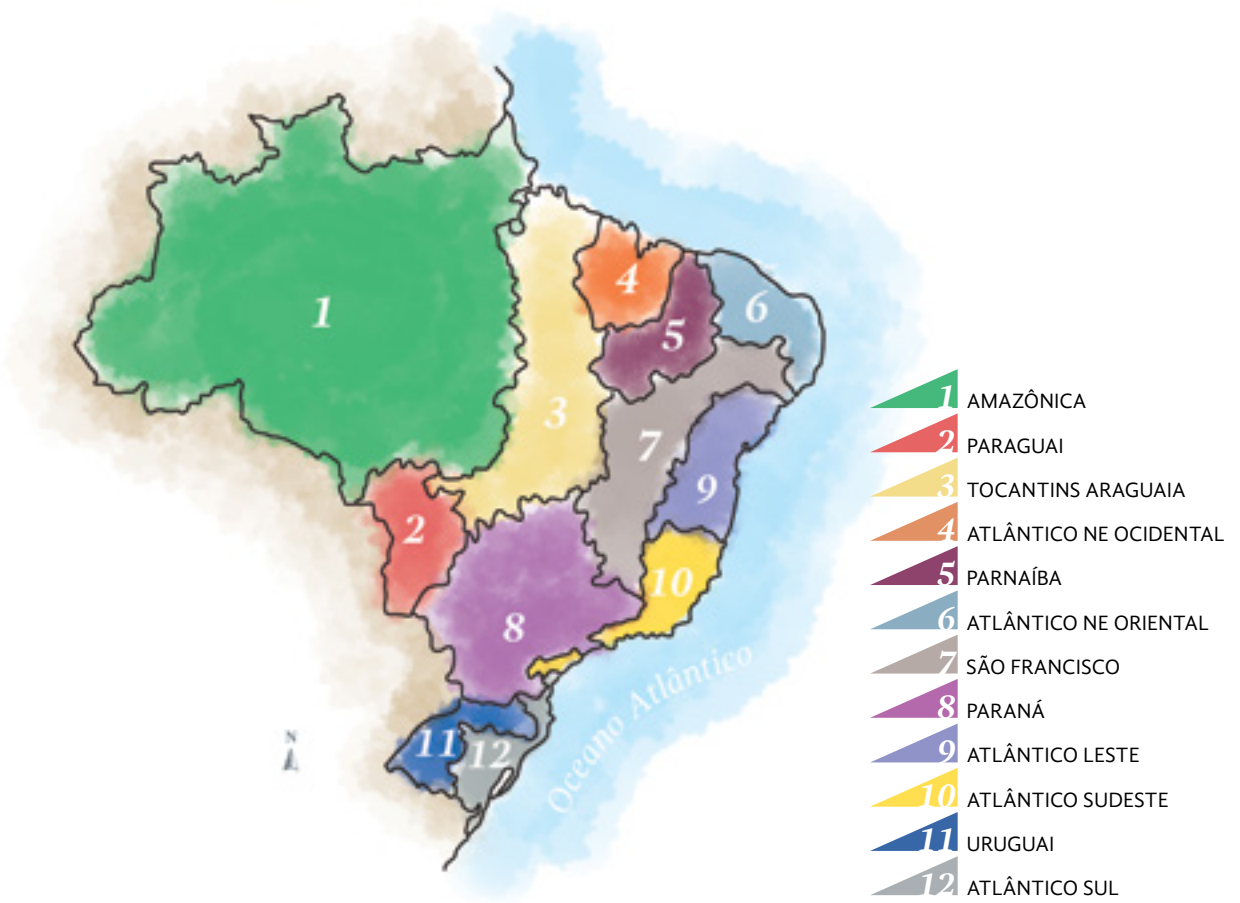 1
4
6
5
3
7
9
2
10
8
Oceano Atlântico
N
11
12
1 AMAZÔNICA
2 PARAGUAI
3 TOCANTINS ARAGUAIA
4 ATLÂNTICO NE OCIDENTAL
5 PARNAÍBA
6 ATLÂNTICO NE ORIENTAL
7 SÃO FRANCISCO
8 PARANÁ
9 ATLÂNTICO LESTE
10 ATLÂNTICO SUDESTE
11 URUGUAI
12 ATLÂNTICO SUL